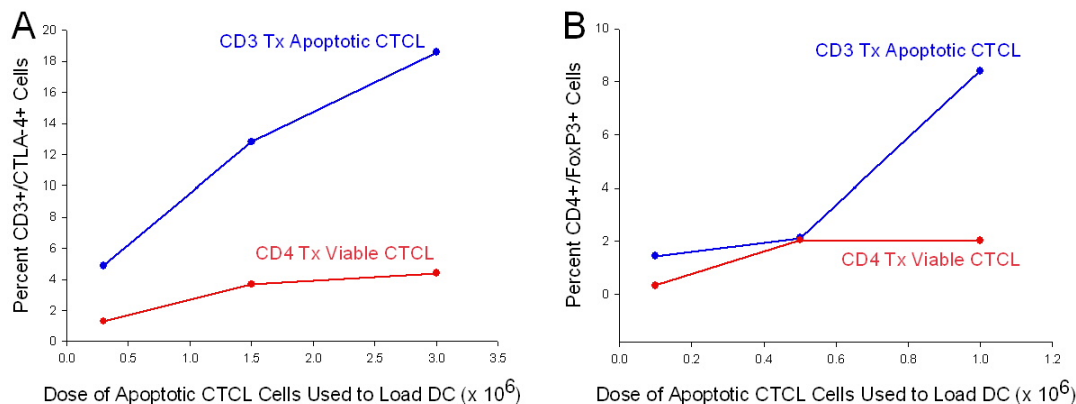 A
CD3 Tx Apoptotic CTCL
CD4 Tx Viable CTCL
Percent CD3+/CTLA-4+ Cells
20
18
16
14
12
10
8
6
4
2
0
0.0 0.5 1.0 1.5 2.0 2.5 3.0 3.5
Dose of Apoptotic CTCL Cells Used to Load DC (x 10⁶)
B
CD3 Tx Apoptotic CTCL
CD4 Tx Viable CTCL
Percent CD4+/FoxP3+ Cells
10
8
6
4
2
0
0.0 0.2 0.4 0.6 0.8 1.0 1.2
Dose of Apoptotic CTCL Cells Used to Load DC (x 10⁶)